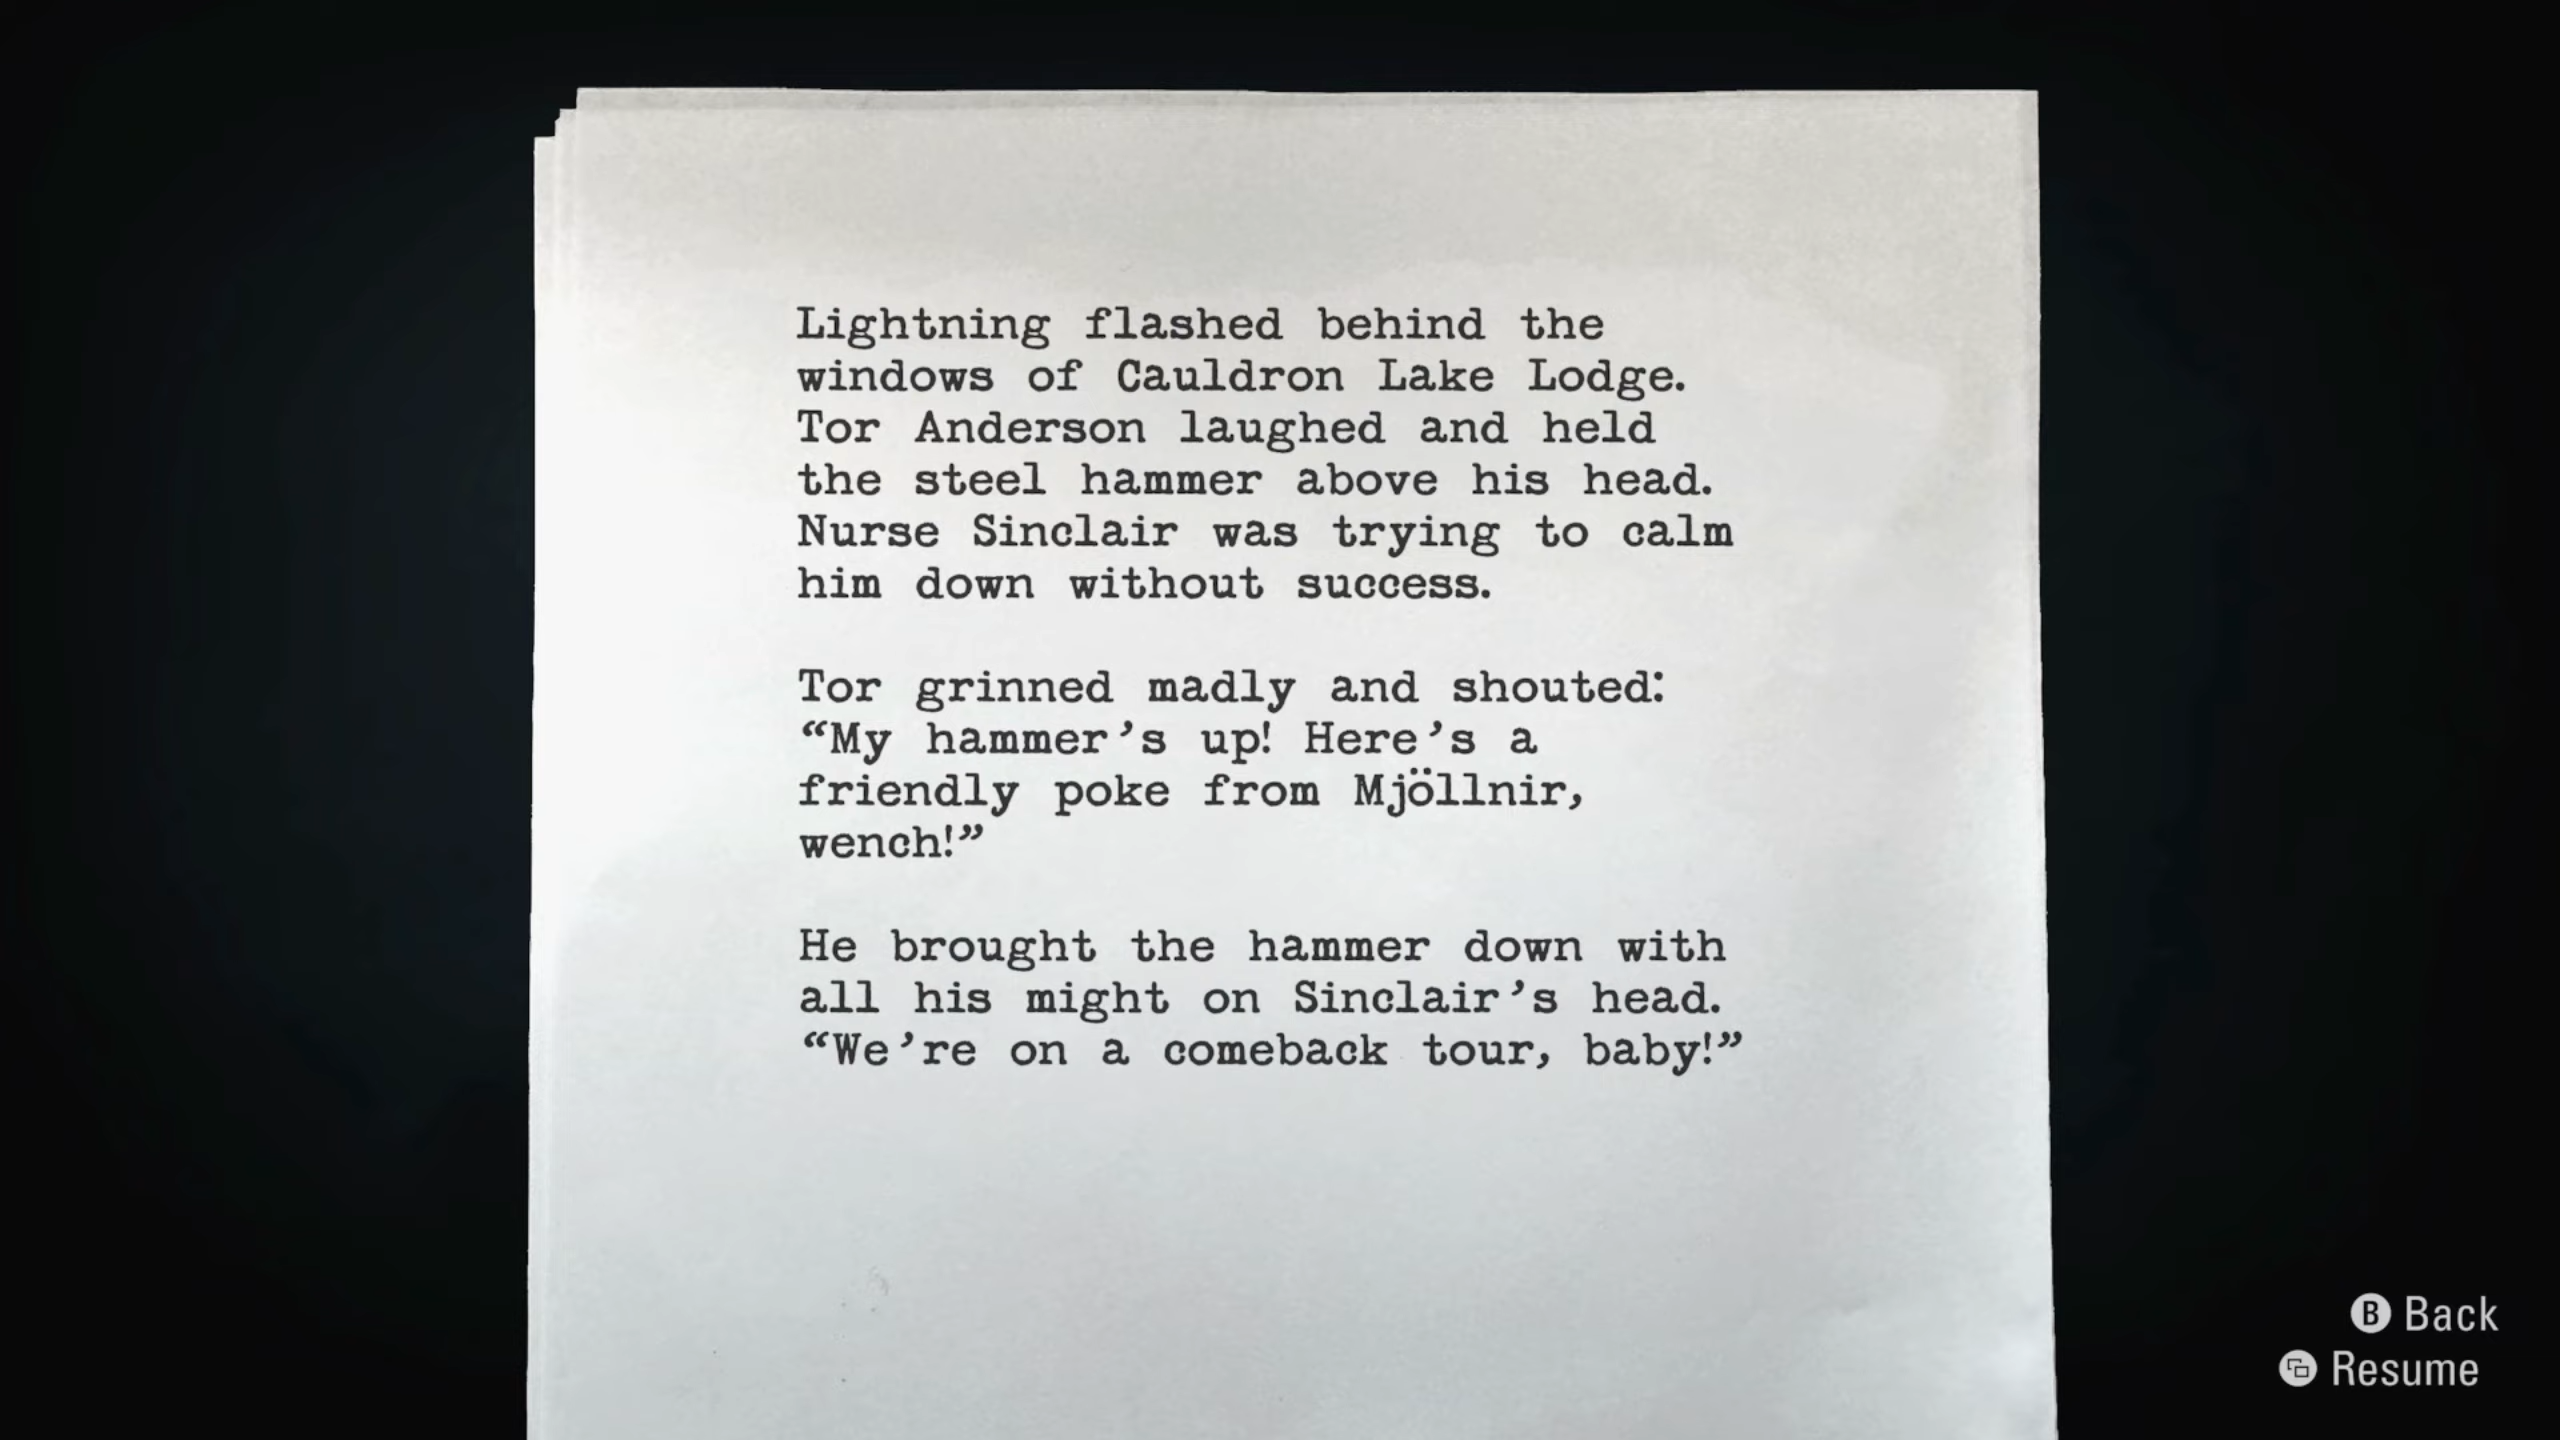 Lightning flashed behind the
windows of Cauldron Lake Lodge.
Tor Anderson laughed and held
the steel hammer above his head.
Nurse Sinclair was trying to calm
him down without success.
Tor grinned madly and shouted:
“My hammer’s up! Here’s a
friendly poke from Mjöllnir,
wench!”
He brought the hammer down with
all his might on Sinclair’s head.
“We’re on a comeback tour, baby!”
B Back
Resume